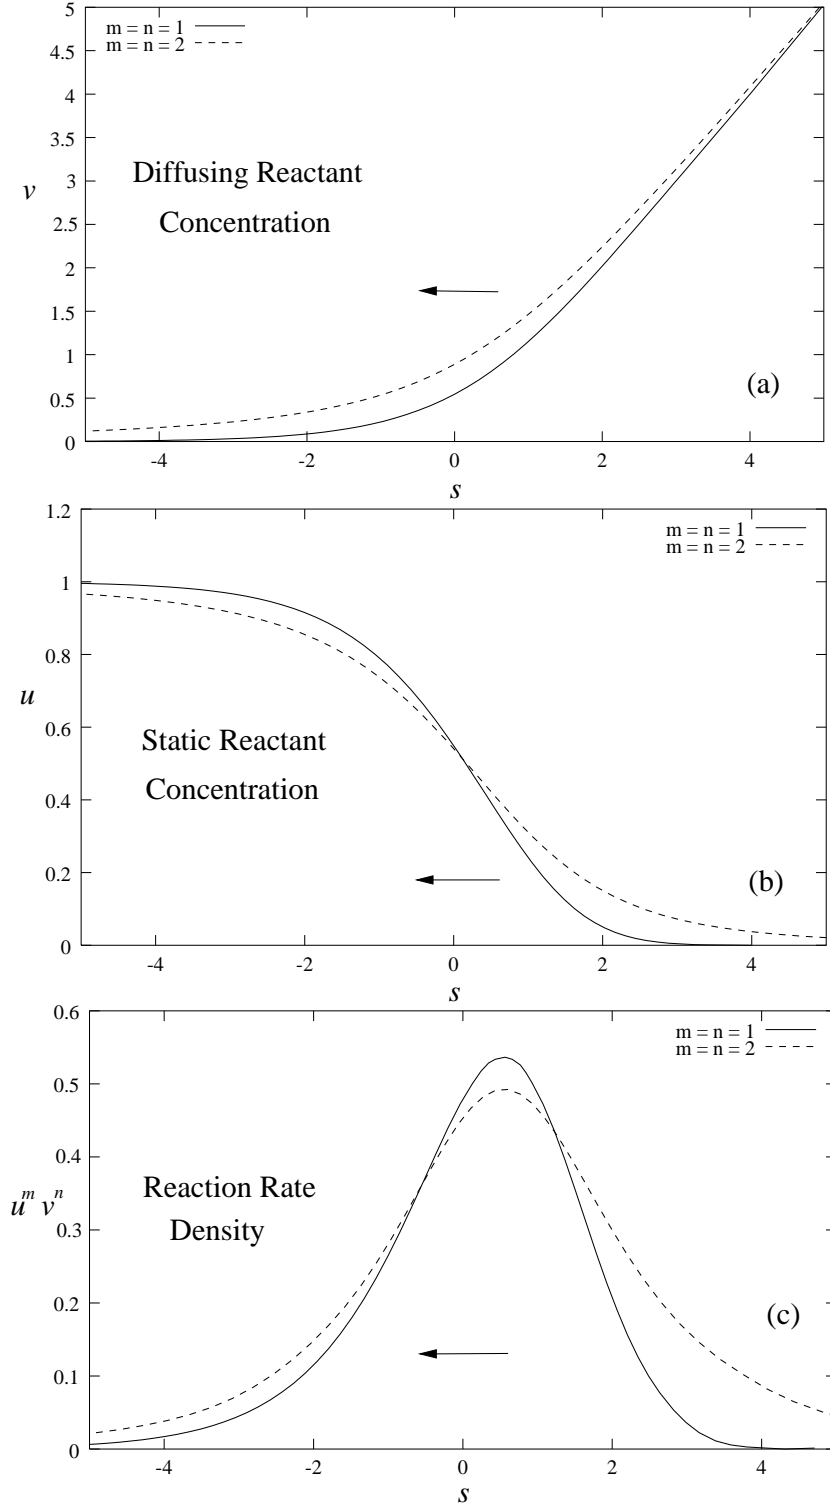 5
4.5
4
3.5
3
2.5
2
1.5
1
0.5
0
m = n = 1
m = n = 2
Diffusing Reactant
Concentration
v
(a)
-4 -2 0 2 4
s
1.2
1
0.8
0.6
0.4
0.2
0
m = n = 1
m = n = 2
u
Static Reactant
Concentration
(b)
-4 -2 0 2 4
s
0.6
0.5
0.4
0.3
0.2
0.1
0
m = n = 1
m = n = 2
u^m v^n
Reaction Rate
Density
(c)
-4 -2 0 2 4
s